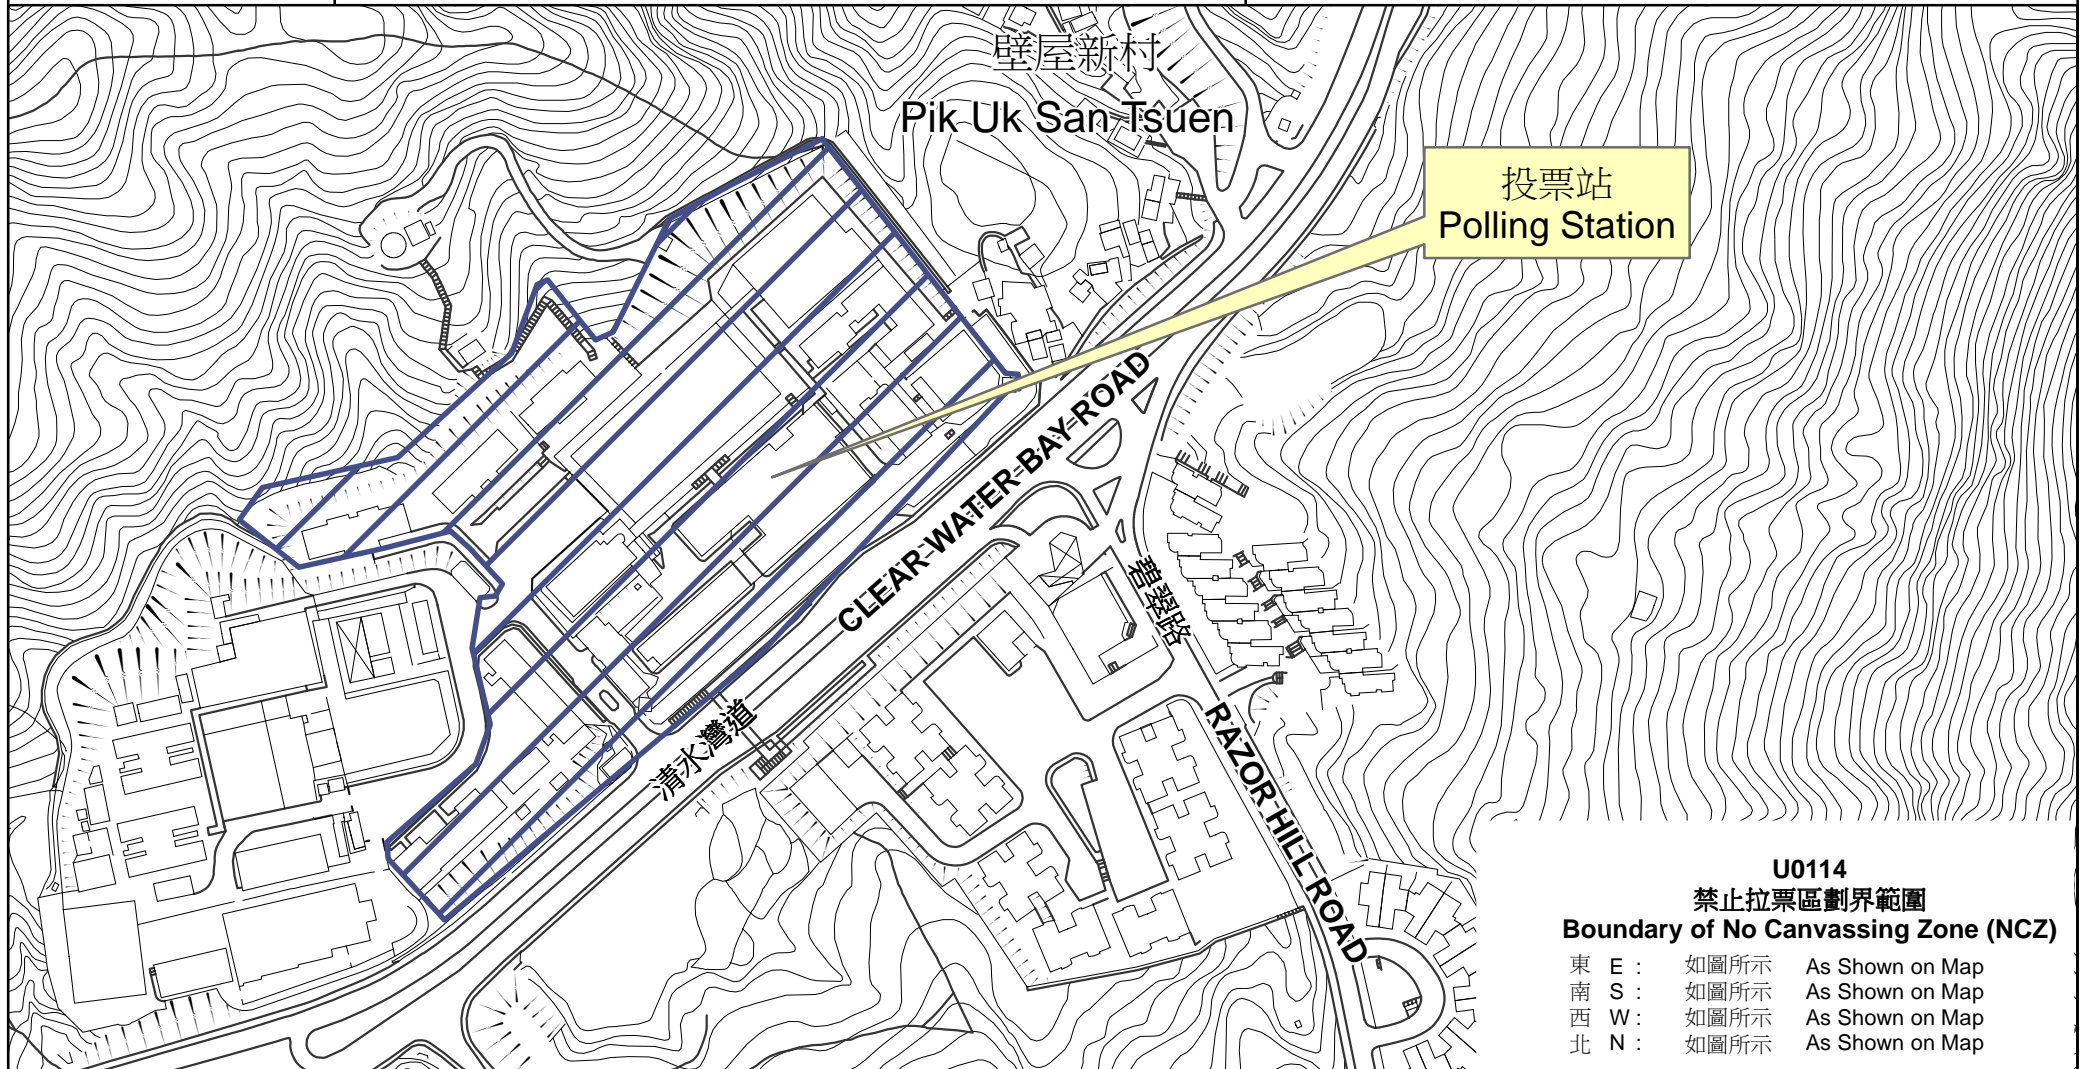 壁屋新村
Pik Uk San Tsuen
投票站
Polling Station
CLEAR WATER BAY ROAD
清水灣道
碧翠路
RAZOR HILL ROAD
U0114
禁止拉票區劃界範圍
Boundary of No Canvassing Zone (NCZ)
東 E : 如圖所示 As Shown on Map
南 S : 如圖所示 As Shown on Map
西 W : 如圖所示 As Shown on Map
北 N : 如圖所示 As Shown on Map